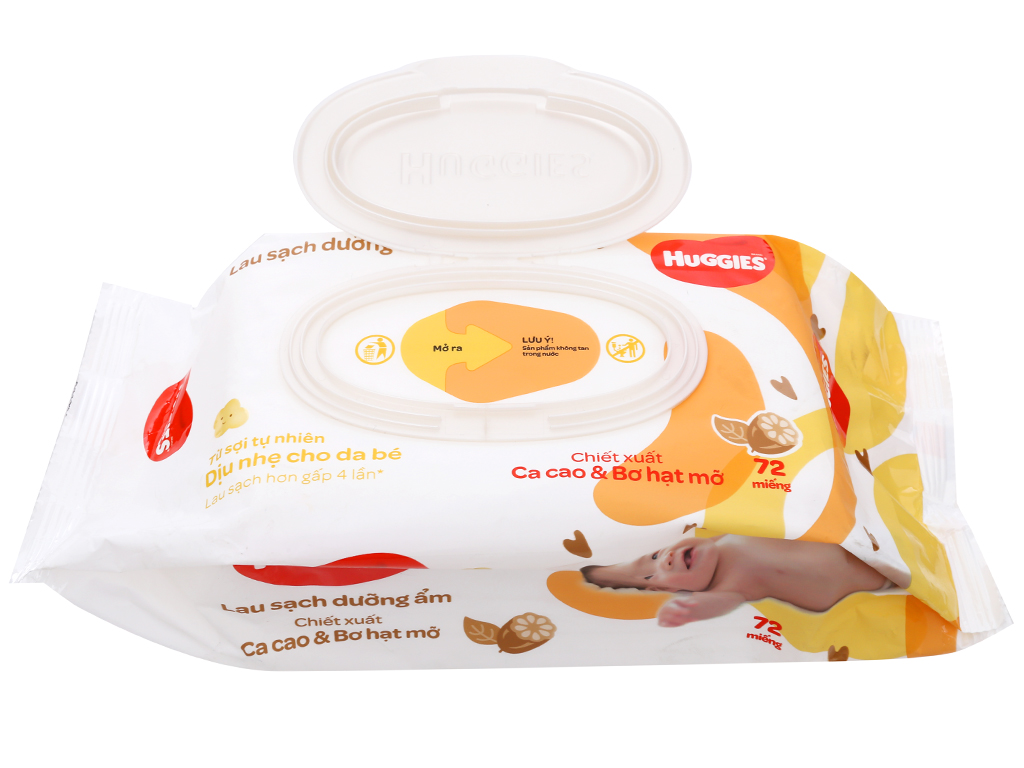 HUGGIES
Lau sạch dưỡng
HUGGIES
Mở ra
LƯU Ý!
Sản phẩm không tan
trong nước
Từ sợi tự nhiên
Dịu nhẹ cho da bé
Lau sạch hơn gấp 4 lần*
Chiết xuất
Ca cao & Bơ hạt mỡ
72
miếng
Lau sạch dưỡng ẩm
Chiết xuất
Ca cao & Bơ hạt mỡ
72
miếng